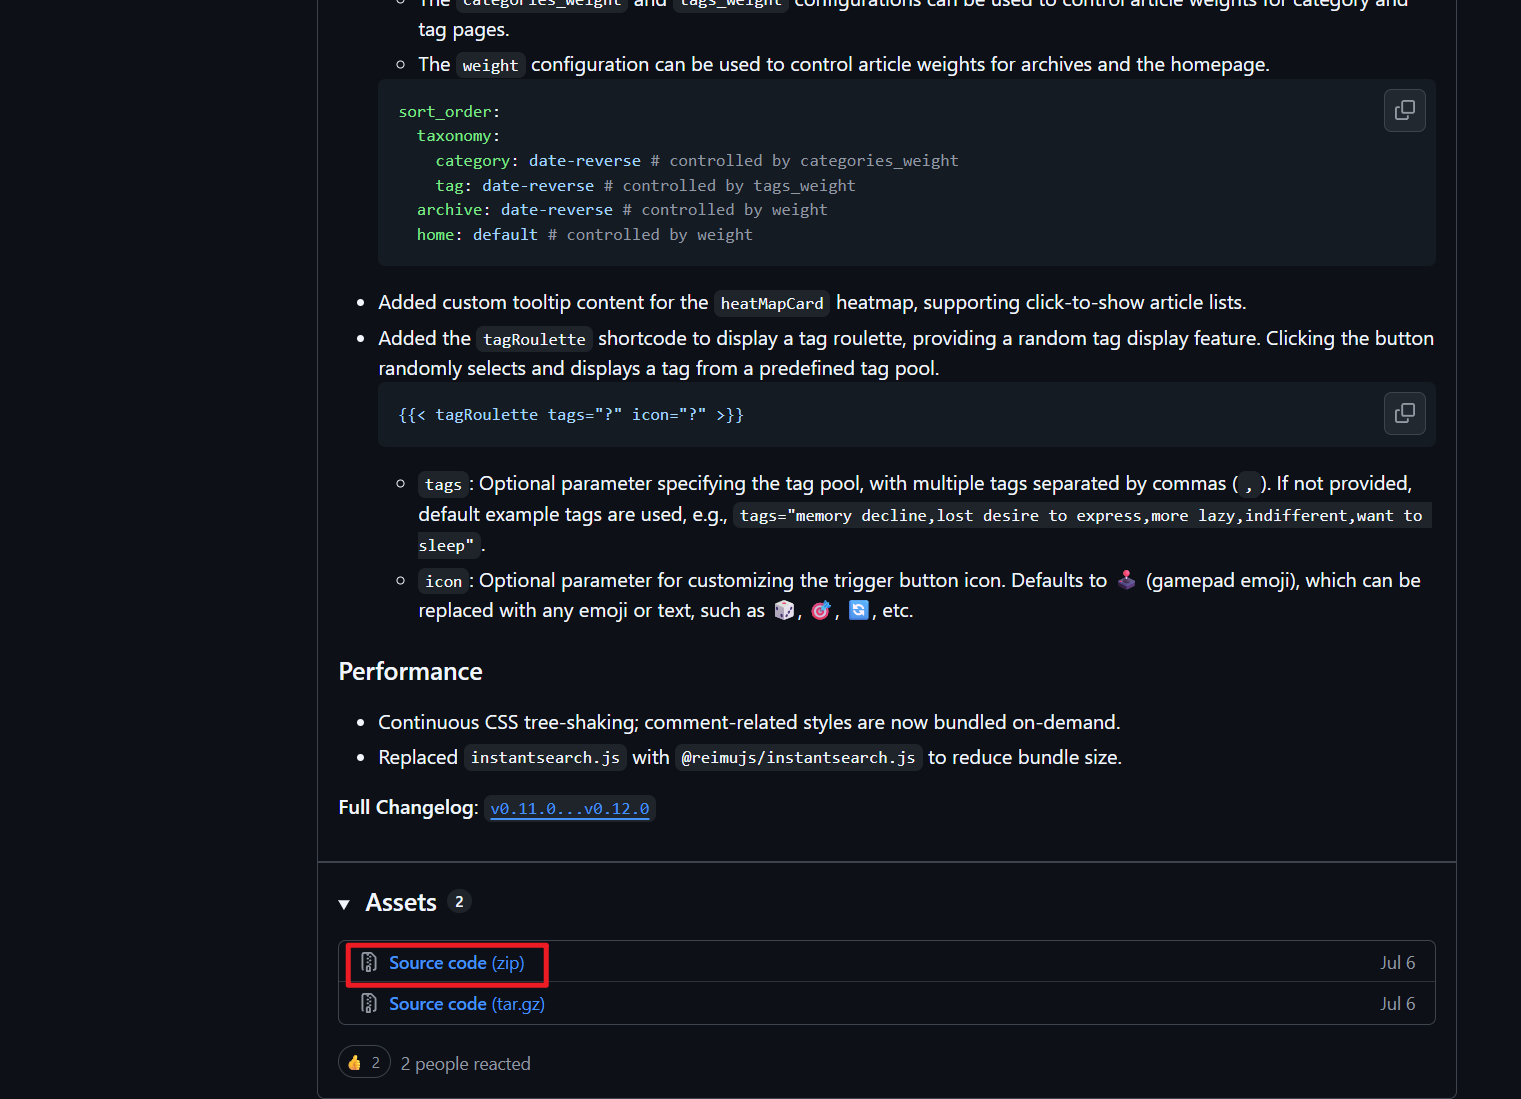 The categories_weight and tags_weight configurations can be used to control article weights for category and
tag pages.
The weight configuration can be used to control article weights for archives and the homepage.
sort_order:
taxonomy:
category: date-reverse # controlled by categories_weight
tag: date-reverse # controlled by tags_weight
archive: date-reverse # controlled by weight
home: default # controlled by weight
Added custom tooltip content for the heatMapCard heatmap, supporting click-to-show article lists.
Added the tagRoulette shortcode to display a tag roulette, providing a random tag display feature. Clicking the button
randomly selects and displays a tag from a predefined tag pool.
{{< tagRoulette tags="?" icon="?" >}}
tags: Optional parameter specifying the tag pool, with multiple tags separated by commas (,). If not provided,
default example tags are used, e.g., tags="memory decline,lost desire to express,more lazy,indifferent,want to
sleep".
icon: Optional parameter for customizing the trigger button icon. Defaults to 🕹️ (gamepad emoji), which can be
replaced with any emoji or text, such as 🎲, 🎯, 🔄, etc.
Performance
Continuous CSS tree-shaking; comment-related styles are now bundled on-demand.
Replaced instantsearch.js with @reimujs/instantsearch.js to reduce bundle size.
Full Changelog: v0.11.0...v0.12.0
Assets 2
Source code (zip) Jul 6
Source code (tar.gz) Jul 6
👍 2 2 people reacted